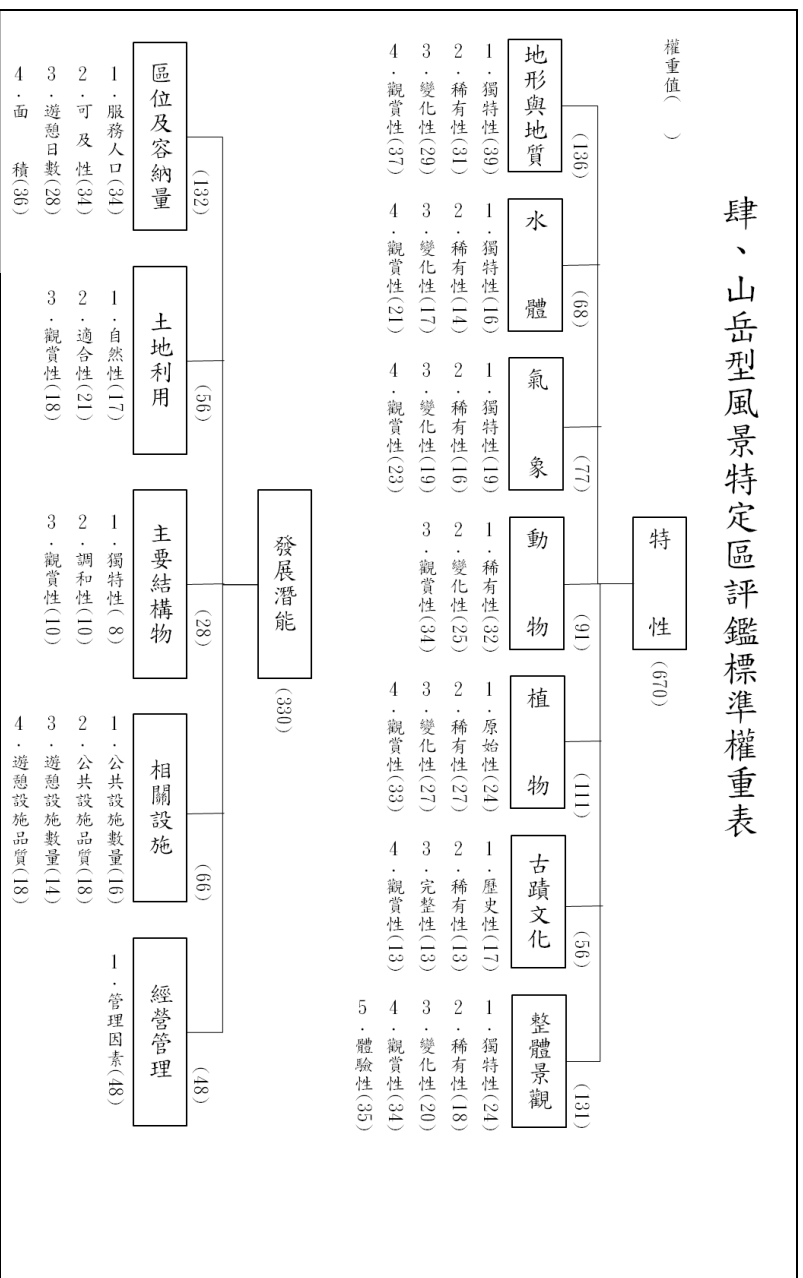 肆、山岳型風景特定區評鑑標準權重表
權重值( )
特性
(670)
地形與地質
(136)
1.獨特性(39)
2.稀有性(31)
3.變化性(29)
4.觀賞性(37)
水體
(68)
1.獨特性(16)
2.稀有性(14)
3.變化性(17)
4.觀賞性(21)
氣象
(77)
1.獨特性(19)
2.稀有性(16)
3.變化性(19)
4.觀賞性(23)
動物
(91)
1.稀有性(32)
2.變化性(25)
3.觀賞性(34)
植物
(111)
1.原始性(24)
2.稀有性(27)
3.變化性(27)
4.觀賞性(33)
古蹟文化
(56)
1.歷史性(17)
2.稀有性(13)
3.完整性(13)
4.觀賞性(13)
整體景觀
(131)
1.獨特性(24)
2.稀有性(18)
3.變化性(20)
4.觀賞性(34)
5.體驗性(35)
發展潛能
(330)
區位及容納量
(132)
1.服務人口(34)
2.可及性(34)
3.遊憩日數(28)
4.面積(36)
土地利用
(56)
1.自然性(17)
2.適合性(21)
3.觀賞性(18)
主要結構物
(28)
1.獨特性(8)
2.調和性(10)
3.觀賞性(10)
相關設施
(66)
1.公共設施數量(16)
2.公共設施品質(18)
3.遊憩設施數量(14)
4.遊憩設施品質(18)
經營管理
(48)
1.管理因素(48)